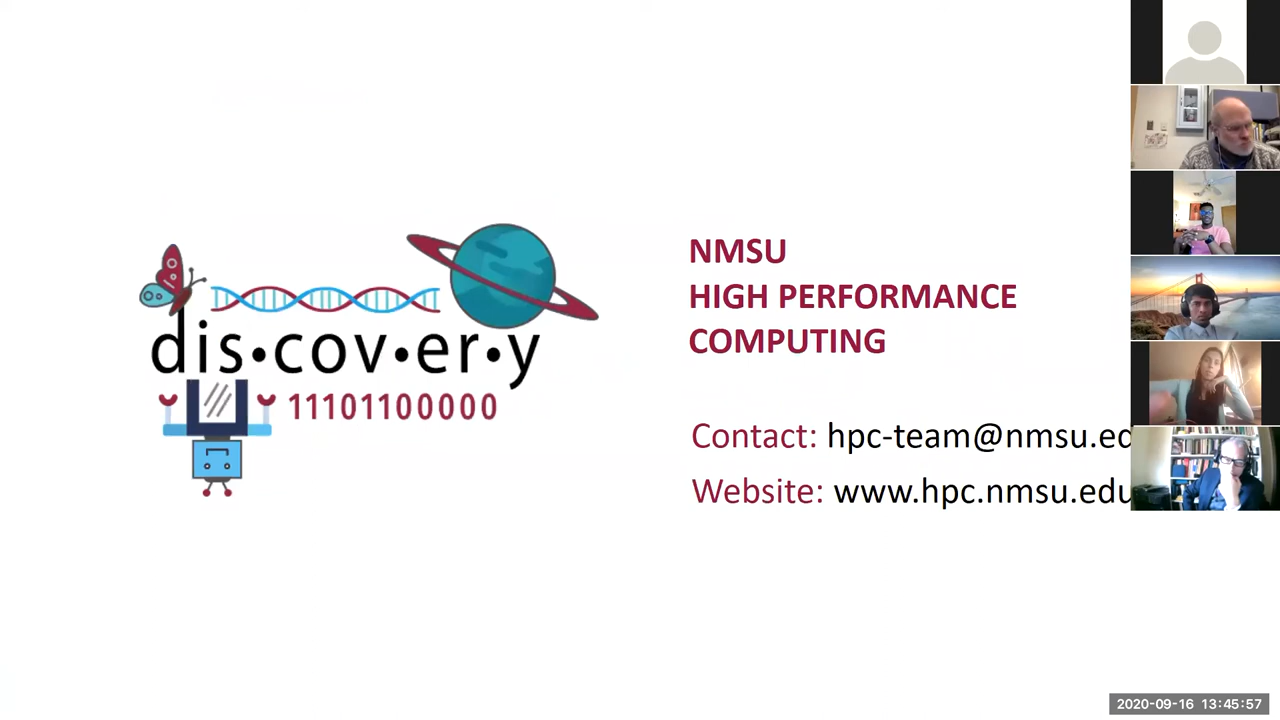 dis•cov•er•y
11101100000
NMSU
HIGH PERFORMANCE
COMPUTING
Contact: hpc-team@nmsu.ed
Website: www.hpc.nmsu.edu
2020-09-16 13:45:57